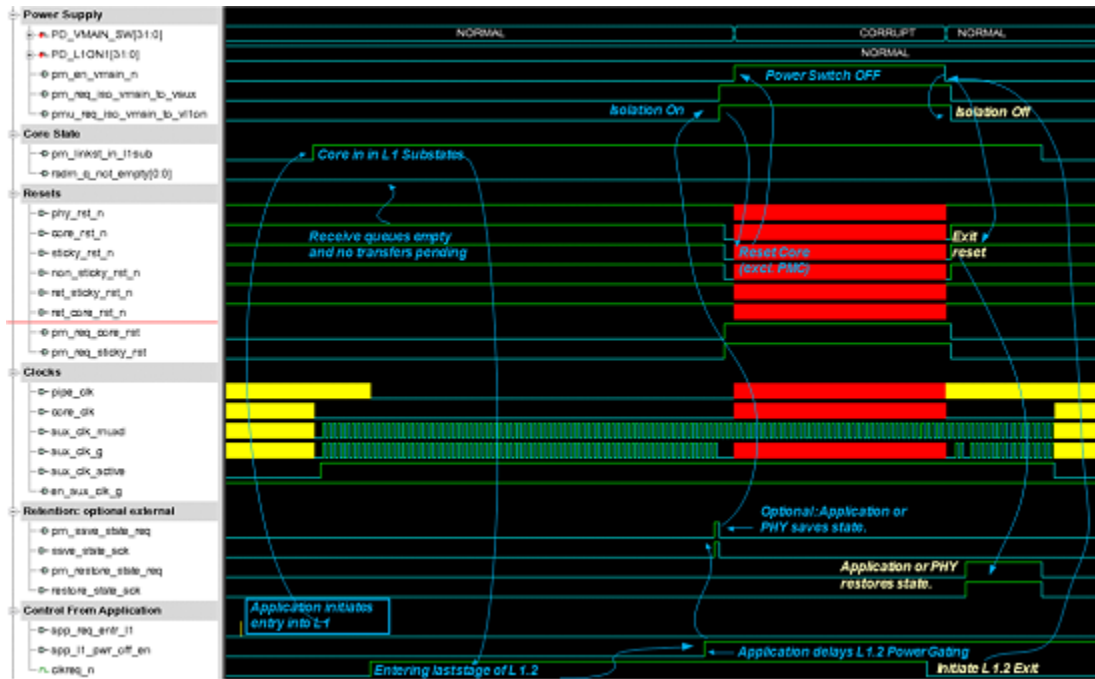 Power Supply
PD_VMAIN_SW[31:0]
PD_L1ON1[31:0]
pm_en_vmain_n
pm_req_iso_vmain_to_vaux
pmu_req_iso_vmain_to_vl1on
Core State
pm_linkst_in_l1sub
radm_q_not_empty[0:0]
Resets
phy_rst_n
core_rst_n
sticky_rst_n
non_sticky_rst_n
ret_sticky_rst_n
ret_core_rst_n
pm_req_core_rst
pm_req_sticky_rst
Clocks
pipe_clk
core_clk
aux_clk_muxd
aux_clk_g
aux_clk_active
en_aux_clk_g
Retention: optional external
pm_save_state_req
save_state_ack
pm_restore_state_req
restore_state_ack
Control From Application
app_req_entr_l1
app_l1_pwr_off_en
clkreq_n
NORMAL
CORRUPT
NORMAL
NORMAL
Power Switch OFF
Isolation On
Isolation Off
Core in in L1 Substates
Receive queues empty
and no transfers pending
Reset Core
(excl. PMC)
Exit
reset
Optional:Application or
PHY saves state.
Application or PHY
restores state.
Application initiates
entry into L1
Application delays L1.2 PowerGating
Entering last stage of L1.2
Initiate L1.2 Exit